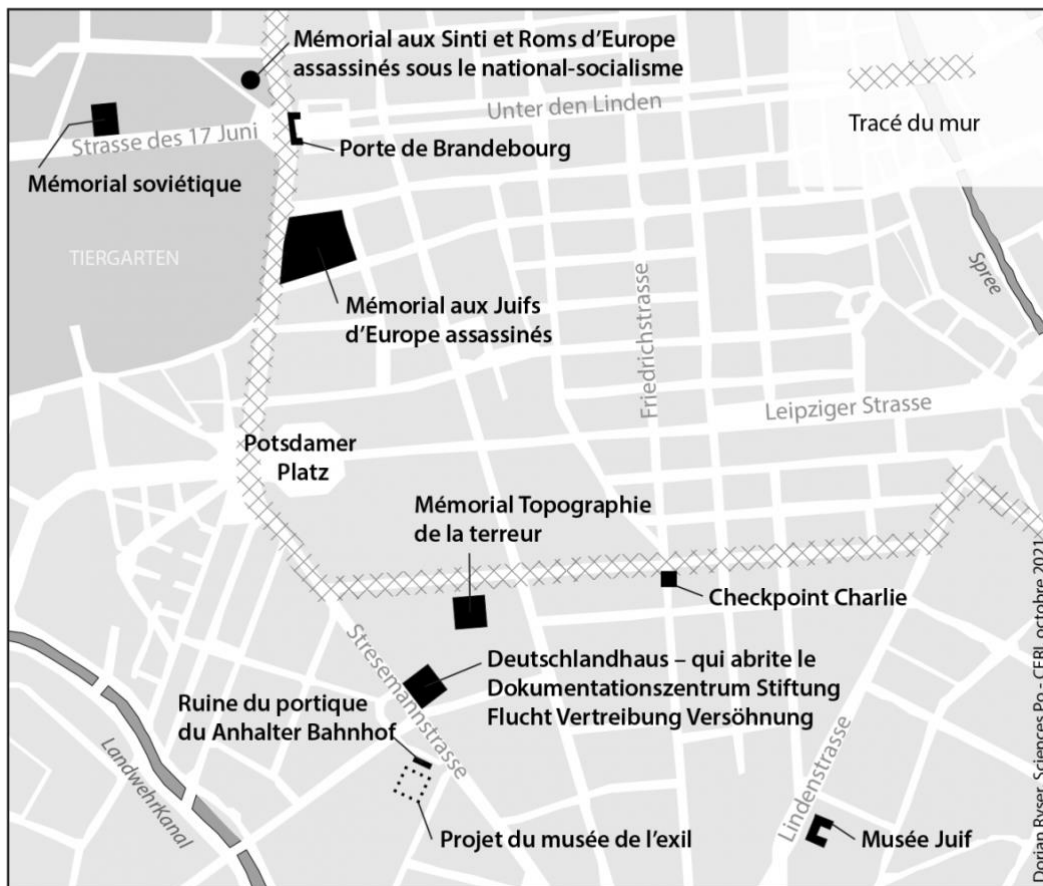 Mémorial aux Sinti et Roms d'Europe
assassinés sous le national-socialisme
Unter den Linden
Tracé du mur
Strasse des 17 Juni
Porte de Brandebourg
Mémorial soviétique
TIERGARTEN
Spree
Mémorial aux Juifs
d'Europe assassinés
Friedrichstrasse
Leipziger Strasse
Potsdamer
Platz
Mémorial Topographie
de la terreur
Checkpoint Charlie
Stresemannstrasse
Deutschlandhaus – qui abrite le
Dokumentationszentrum Stiftung
Flucht Vertreibung Versöhnung
Ruine du portique
du Anhalter Bahnhof
LandwehrKanal
Lindenstrasse
Projet du musée de l'exil
Musée Juif
Dorian Ryser, Sciences Po - CERI, octobre 2021